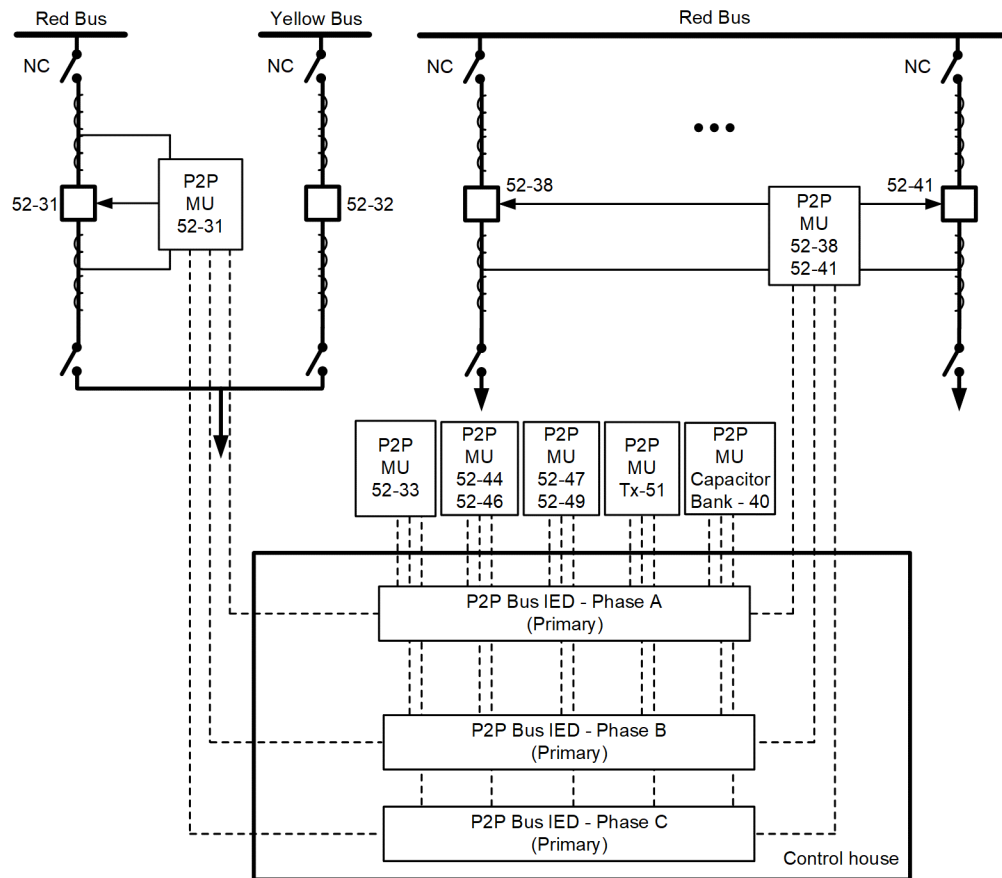 Red Bus
Yellow Bus
Red Bus
NC
NC
NC
52-31
P2P
MU
52-31
52-32
52-38
P2P
MU
52-38
52-41
52-41
P2P
MU
52-33
P2P
MU
52-44
52-46
P2P
MU
52-47
52-49
P2P
MU
Tx-51
P2P
MU
Capacitor
Bank - 40
P2P Bus IED - Phase A
(Primary)
P2P Bus IED - Phase B
(Primary)
P2P Bus IED - Phase C
(Primary)
Control house